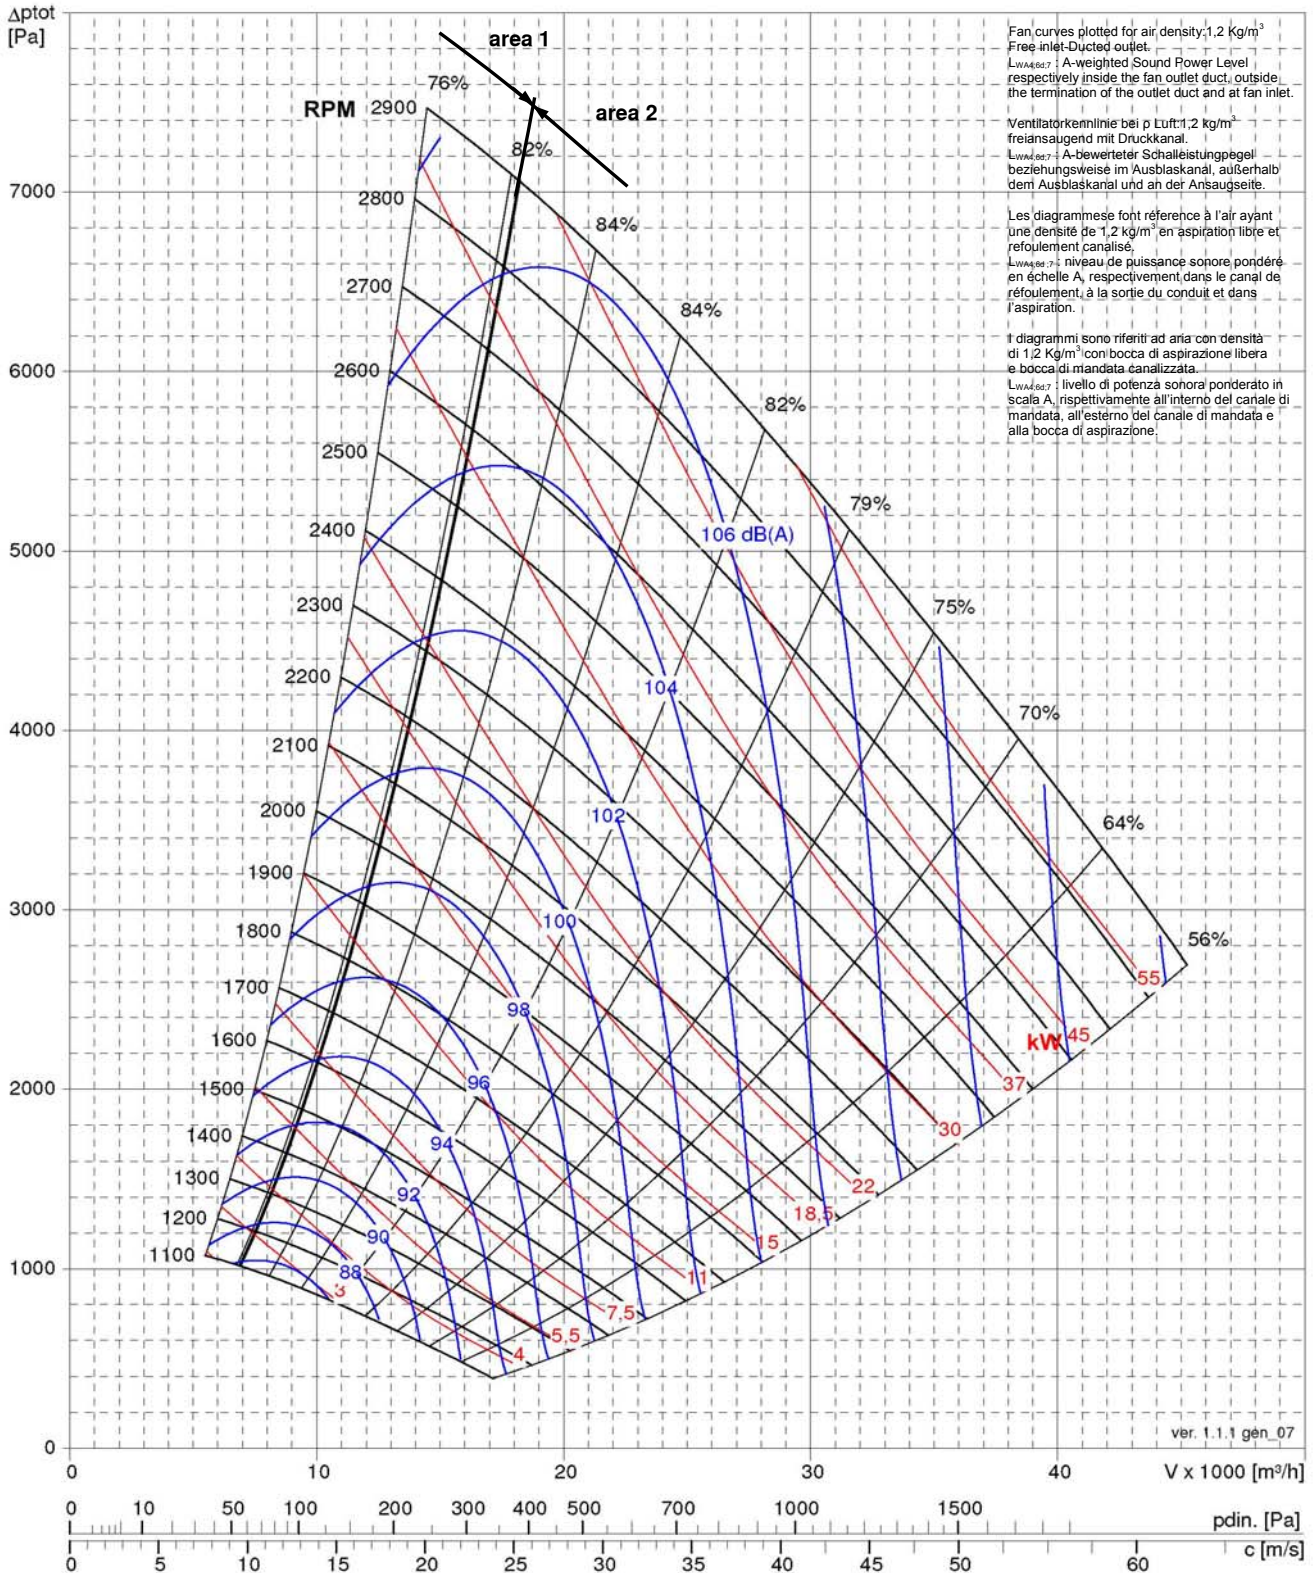 Δptot
[Pa]
area 1
area 2
RPM
76%
82%
84%
84%
82%
79%
75%
70%
64%
56%
2900
2800
2700
2600
2500
2400
2300
2200
2100
2000
1900
1800
1700
1600
1500
1400
1300
1200
1100
7000
6000
5000
4000
3000
2000
1000
0
106 dB(A)
104
102
100
98
96
94
92
90
88
3
4
5,5
7,5
11
15
18,5
22
30
37
45
55
kW
Fan curves plotted for air density:1,2 Kg/m³
Free inlet-Ducted outlet.
LWA4;6d;7 : A-weighted Sound Power Level
respectively inside the fan outlet duct, outside
the termination of the outlet duct and at fan inlet.
Ventilatorkennlinie bei ρ Luft:1,2 kg/m³
freiansaugend mit Druckkanal.
LWA4;6d;7 : A-bewerteter Schalleistungpegel
beziehungsweise im Ausblaskanal, außerhalb
dem Ausblaskanal und an der Ansaugseite.
Les diagrammese font réference à l'air ayant
une densité de 1,2 kg/m³ en aspiration libre et
refoulement canalisé.
LWA4;6d ;7 : niveau de puissance sonore pondéré
en échelle A, respectivement dans le canal de
réfoulement, à la sortie du conduit et dans
l'aspiration.
I diagrammi sono riferiti ad aria con densità
di 1,2 Kg/m³ con bocca di aspirazione libera
e bocca di mandata canalizzata.
LWA4;6d;7 : livello di potenza sonora ponderato in
scala A, rispettivamente all'interno del canale di
mandata, all'esterno del canale di mandata e
alla bocca di aspirazione.
ver. 1.1.1 gen_07
0 10 20 30 40 V x 1000 [m³/h]
0 10 50 100 200 300 400 500 700 1000 1500 pdin. [Pa]
0 5 10 15 20 25 30 35 40 45 50 60 c [m/s]